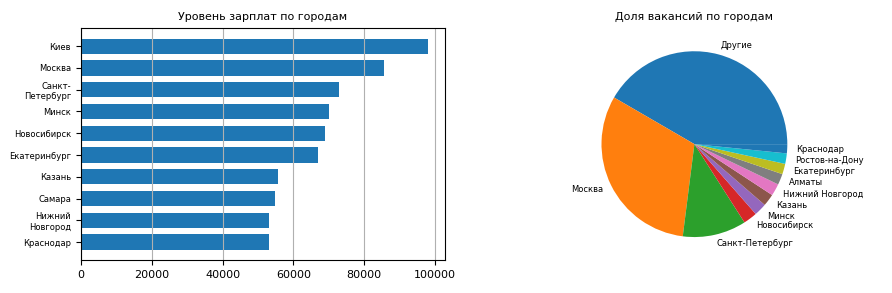 Уровень зарплат по городам
Киев
Москва
Санкт-
Петербург
Минск
Новосибирск
Екатеринбург
Казань
Самара
Нижний
Новгород
Краснодар
0 20000 40000 60000 80000 100000
Доля вакансий по городам
Другие
Москва
Санкт-Петербург
Новосибирск
Минск
Казань
Нижний Новгород
Алматы
Екатеринбург
Ростов-на-Дону
Краснодар